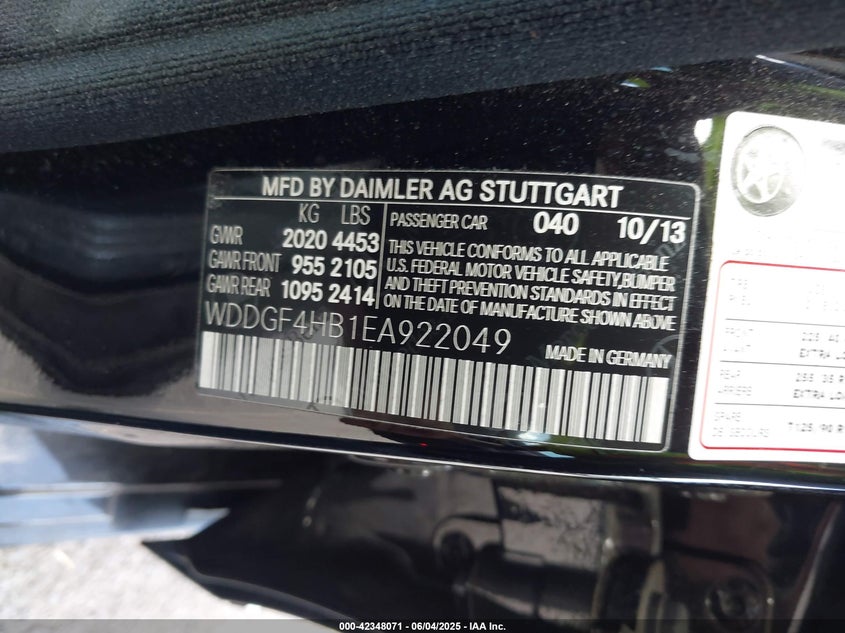 MFD BY DAIMLER AG STUTTGART
KG LBS
GVWR 2020 4453
GAWR FRONT 955 2105
GAWR REAR 1095 2414
PASSENGER CAR 040 10/13
THIS VEHICLE CONFORMS TO ALL APPLICABLE
U.S. FEDERAL MOTOR VEHICLE SAFETY,BUMPER
AND THEFT PREVENTION STANDARDS IN EFFECT
ON THE DATE OF MANUFACTURE SHOWN ABOVE.
WDDGF4HB1EA922049
MADE IN GERMANY
EXTRA
EXTRA
000-42348071 - 06/04/2025 - IAA Inc.